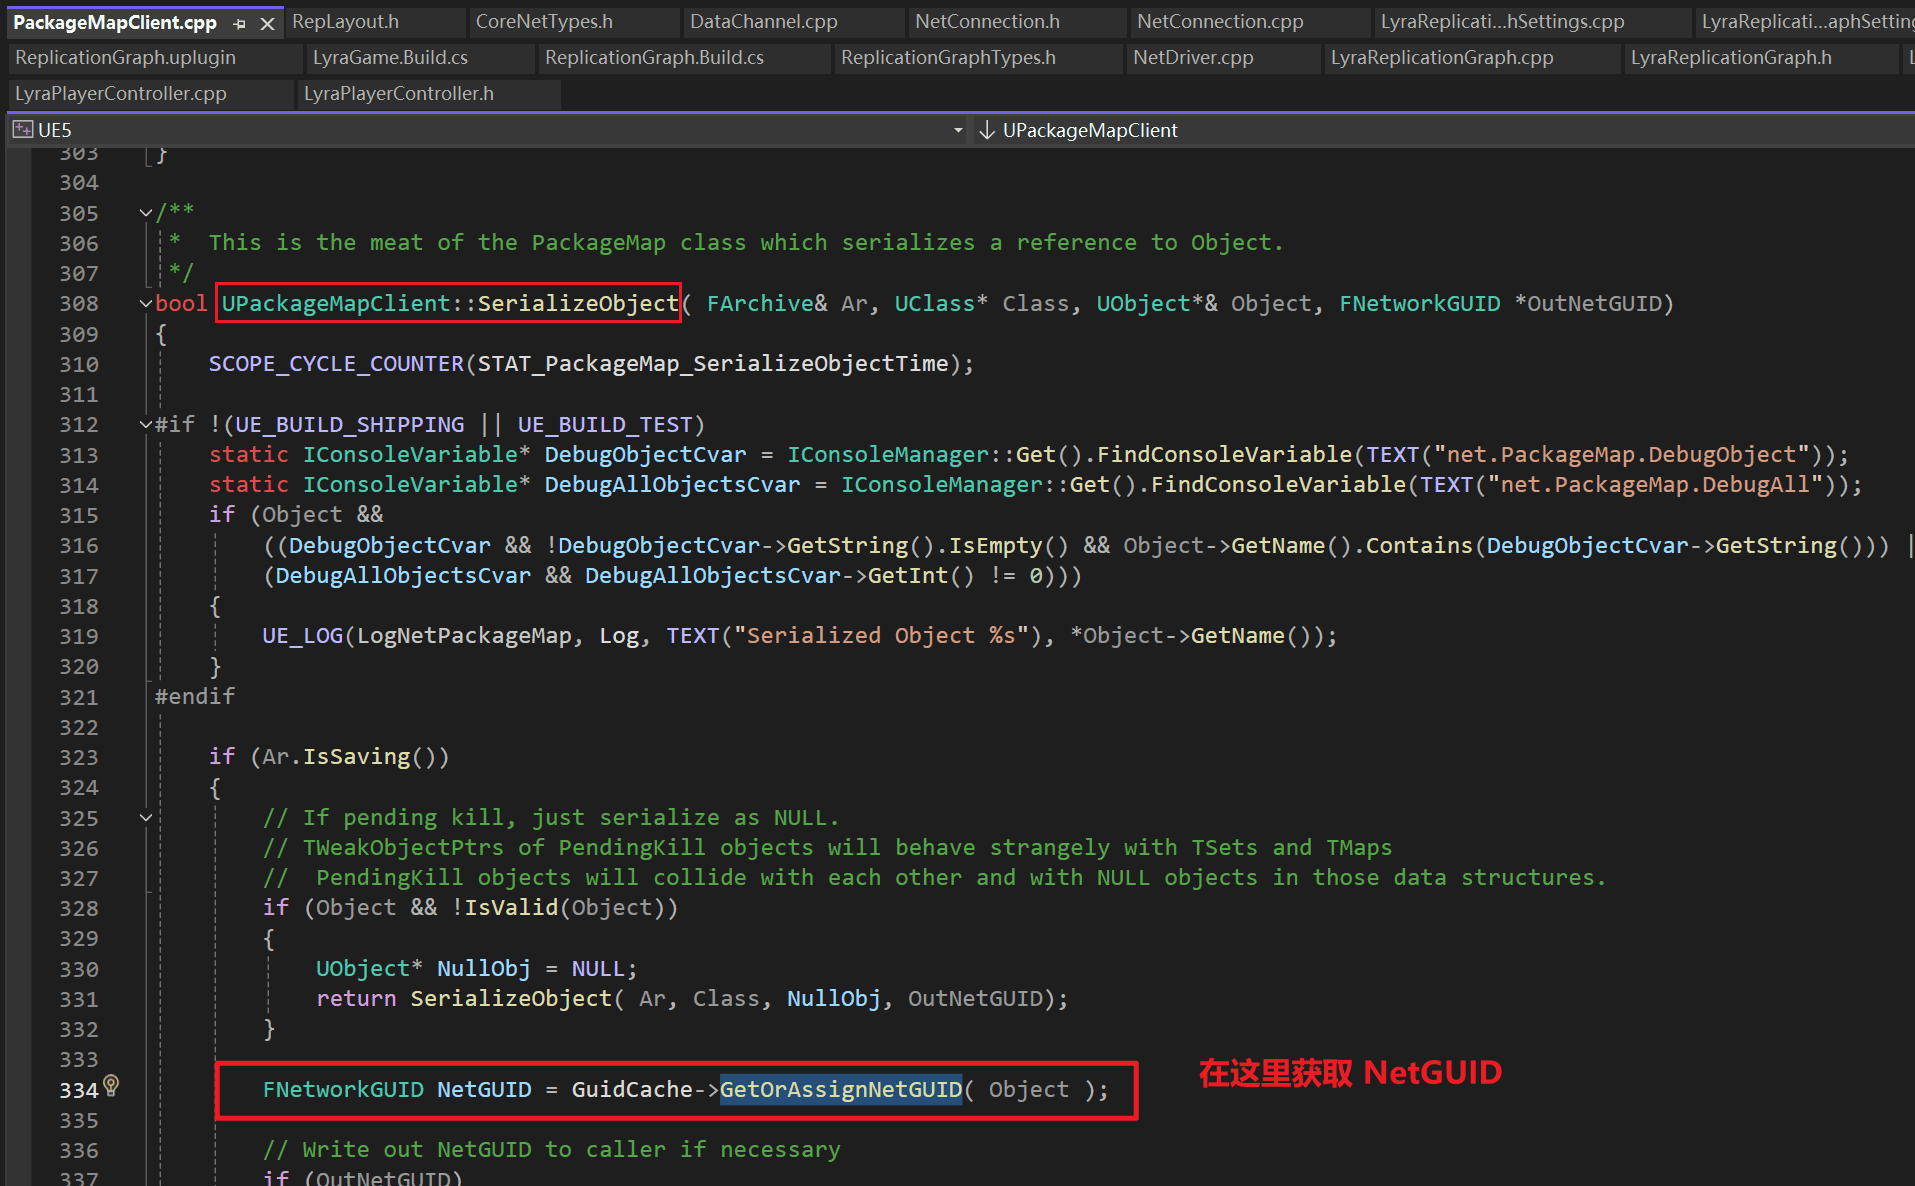 PackageMapClient.cpp RepLayout.h CoreNetTypes.h DataChannel.cpp NetConnection.h NetConnection.cpp LyraReplicati...hSettings.cpp LyraReplicati...aphSetting
ReplicationGraph.uplugin LyraGame.Build.cs ReplicationGraph.Build.cs ReplicationGraphTypes.h NetDriver.cpp LyraReplicationGraph.cpp LyraReplicationGraph.h
LyraPlayerController.cpp LyraPlayerController.h
UE5 UPackageMapClient
303 }
304
305 /**
306 * This is the meat of the PackageMap class which serializes a reference to Object.
307 */
308 bool UPackageMapClient::SerializeObject( FArchive& Ar, UClass* Class, UObject*& Object, FNetworkGUID *OutNetGUID)
309 {
310 SCOPE_CYCLE_COUNTER(STAT_PackageMap_SerializeObjectTime);
311
312 #if !(UE_BUILD_SHIPPING || UE_BUILD_TEST)
313 static IConsoleVariable* DebugObjectCvar = IConsoleManager::Get().FindConsoleVariable(TEXT("net.PackageMap.DebugObject"));
314 static IConsoleVariable* DebugAllObjectsCvar = IConsoleManager::Get().FindConsoleVariable(TEXT("net.PackageMap.DebugAll"));
315 if (Object &&
316 ((DebugObjectCvar && !DebugObjectCvar->GetString().IsEmpty() && Object->GetName().Contains(DebugObjectCvar->GetString())) |
317 (DebugAllObjectsCvar && DebugAllObjectsCvar->GetInt() != 0)))
318 {
319 UE_LOG(LogNetPackageMap, Log, TEXT("Serialized Object %s"), *Object->GetName());
320 }
321 #endif
322
323 if (Ar.IsSaving())
324 {
325 // If pending kill, just serialize as NULL.
326 // TWeakObjectPtrs of PendingKill objects will behave strangely with TSets and TMaps
327 // PendingKill objects will collide with each other and with NULL objects in those data structures.
328 if (Object && !IsValid(Object))
329 {
330 UObject* NullObj = NULL;
331 return SerializeObject( Ar, Class, NullObj, OutNetGUID);
332 }
333
334 FNetworkGUID NetGUID = GuidCache->GetOrAssignNetGUID( Object ); 在这里获取 NetGUID
335
336 // Write out NetGUID to caller if necessary
337 if (OutNetGUID)